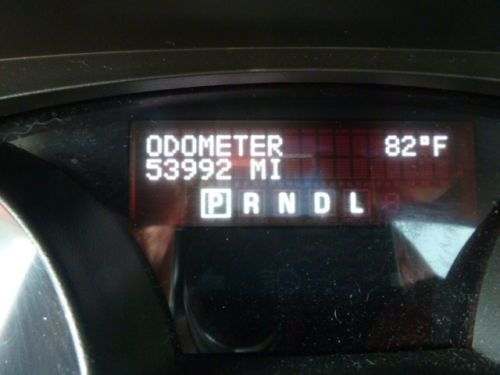 ODOMETER 82°F
53992 MI
P R N D L